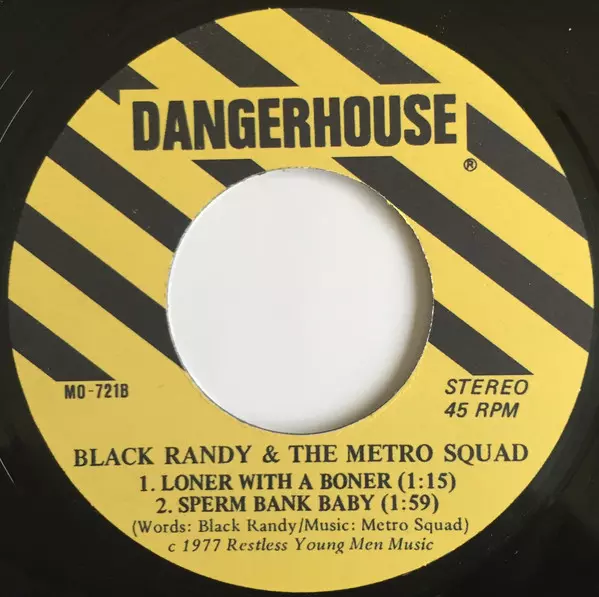 DANGERHOUSE
®
MO-721B
STEREO
45 RPM
BLACK RANDY & THE METRO SQUAD
1. LONER WITH A BONER (1:15)
2. SPERM BANK BABY (1:59)
(Words: Black Randy/Music: Metro Squad)
c 1977 Restless Young Men Music